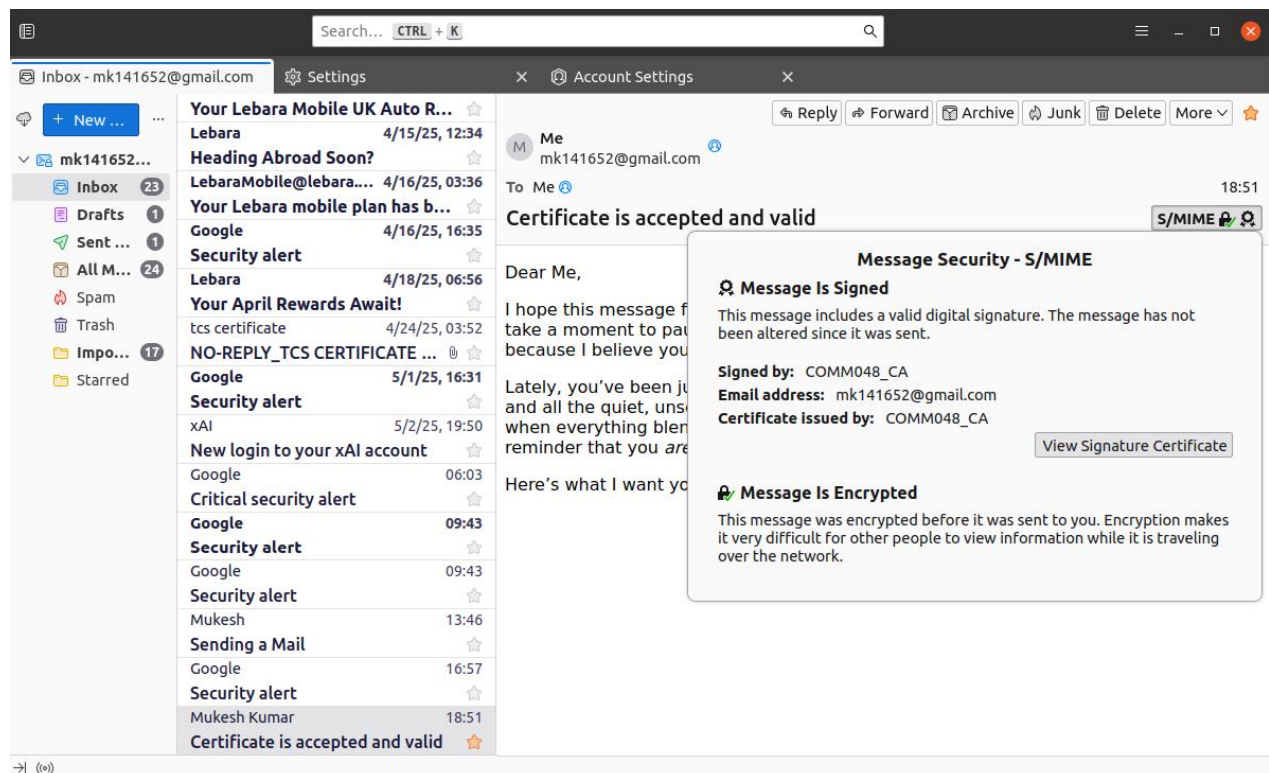 Search... CTRL + K
Inbox - mk141652@gmail.com
Settings
Account Settings
+ New ...
mk141652...
Inbox 23
Drafts 1
Sent ... 1
All M... 24
Spam
Trash
Impo... 17
Starred
Your Lebara Mobile UK Auto R...
Lebara 4/15/25, 12:34
Heading Abroad Soon?
LebaraMobile@lebara.... 4/16/25, 03:36
Your Lebara mobile plan has b...
Google 4/16/25, 16:35
Security alert
Lebara 4/18/25, 06:56
Your April Rewards Await!
tcs certificate 4/24/25, 03:52
NO-REPLY_TCS CERTIFICATE ...
Google 5/1/25, 16:31
Security alert
xAI 5/2/25, 19:50
New login to your xAI account
Google 06:03
Critical security alert
Google 09:43
Security alert
Google 09:43
Security alert
Mukesh 13:46
Sending a Mail
Google 16:57
Security alert
Mukesh Kumar 18:51
Certificate is accepted and valid
Reply Forward Archive Junk Delete More
M
Me
mk141652@gmail.com
To Me 18:51
Certificate is accepted and valid S/MIME
Dear Me,
I hope this message f
take a moment to pau
because I believe you
Lately, you've been ju
and all the quiet, uns
when everything blen
reminder that you are
Here's what I want yo
Message Security - S/MIME
Message Is Signed
This message includes a valid digital signature. The message has not
been altered since it was sent.
Signed by: COMM048_CA
Email address: mk141652@gmail.com
Certificate issued by: COMM048_CA
View Signature Certificate
Message Is Encrypted
This message was encrypted before it was sent to you. Encryption makes
it very difficult for other people to view information while it is traveling
over the network.